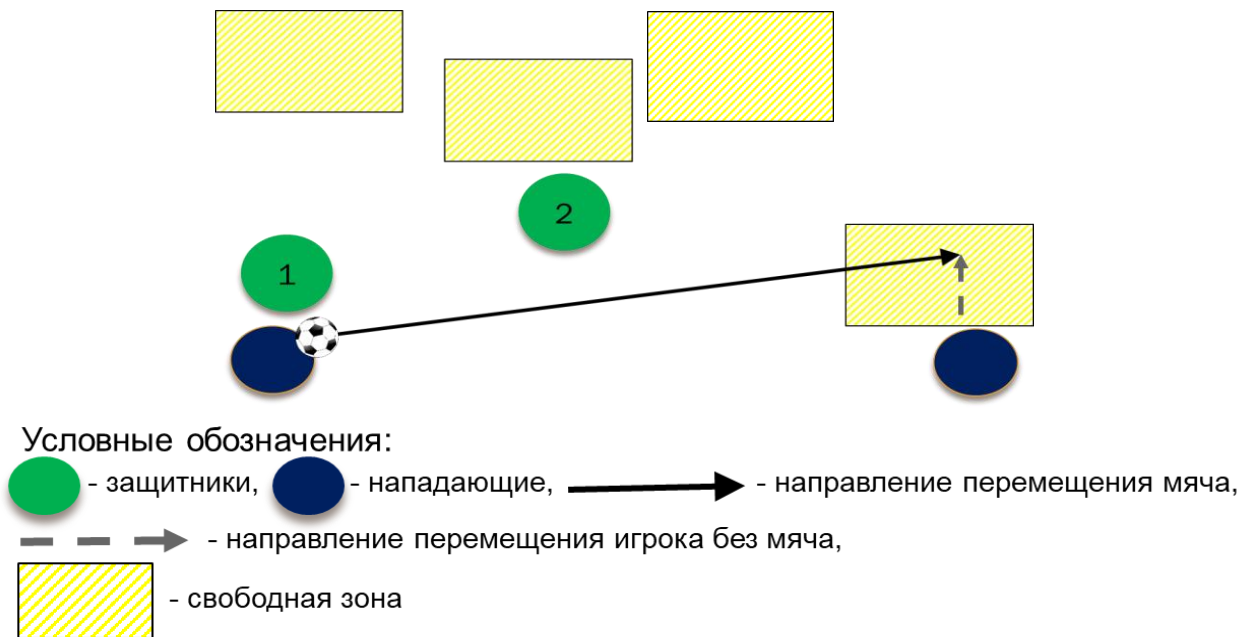 2
1
Условные обозначения:
- защитники, - нападающие, - направление перемещения мяча,
- направление перемещения игрока без мяча,
- свободная зона